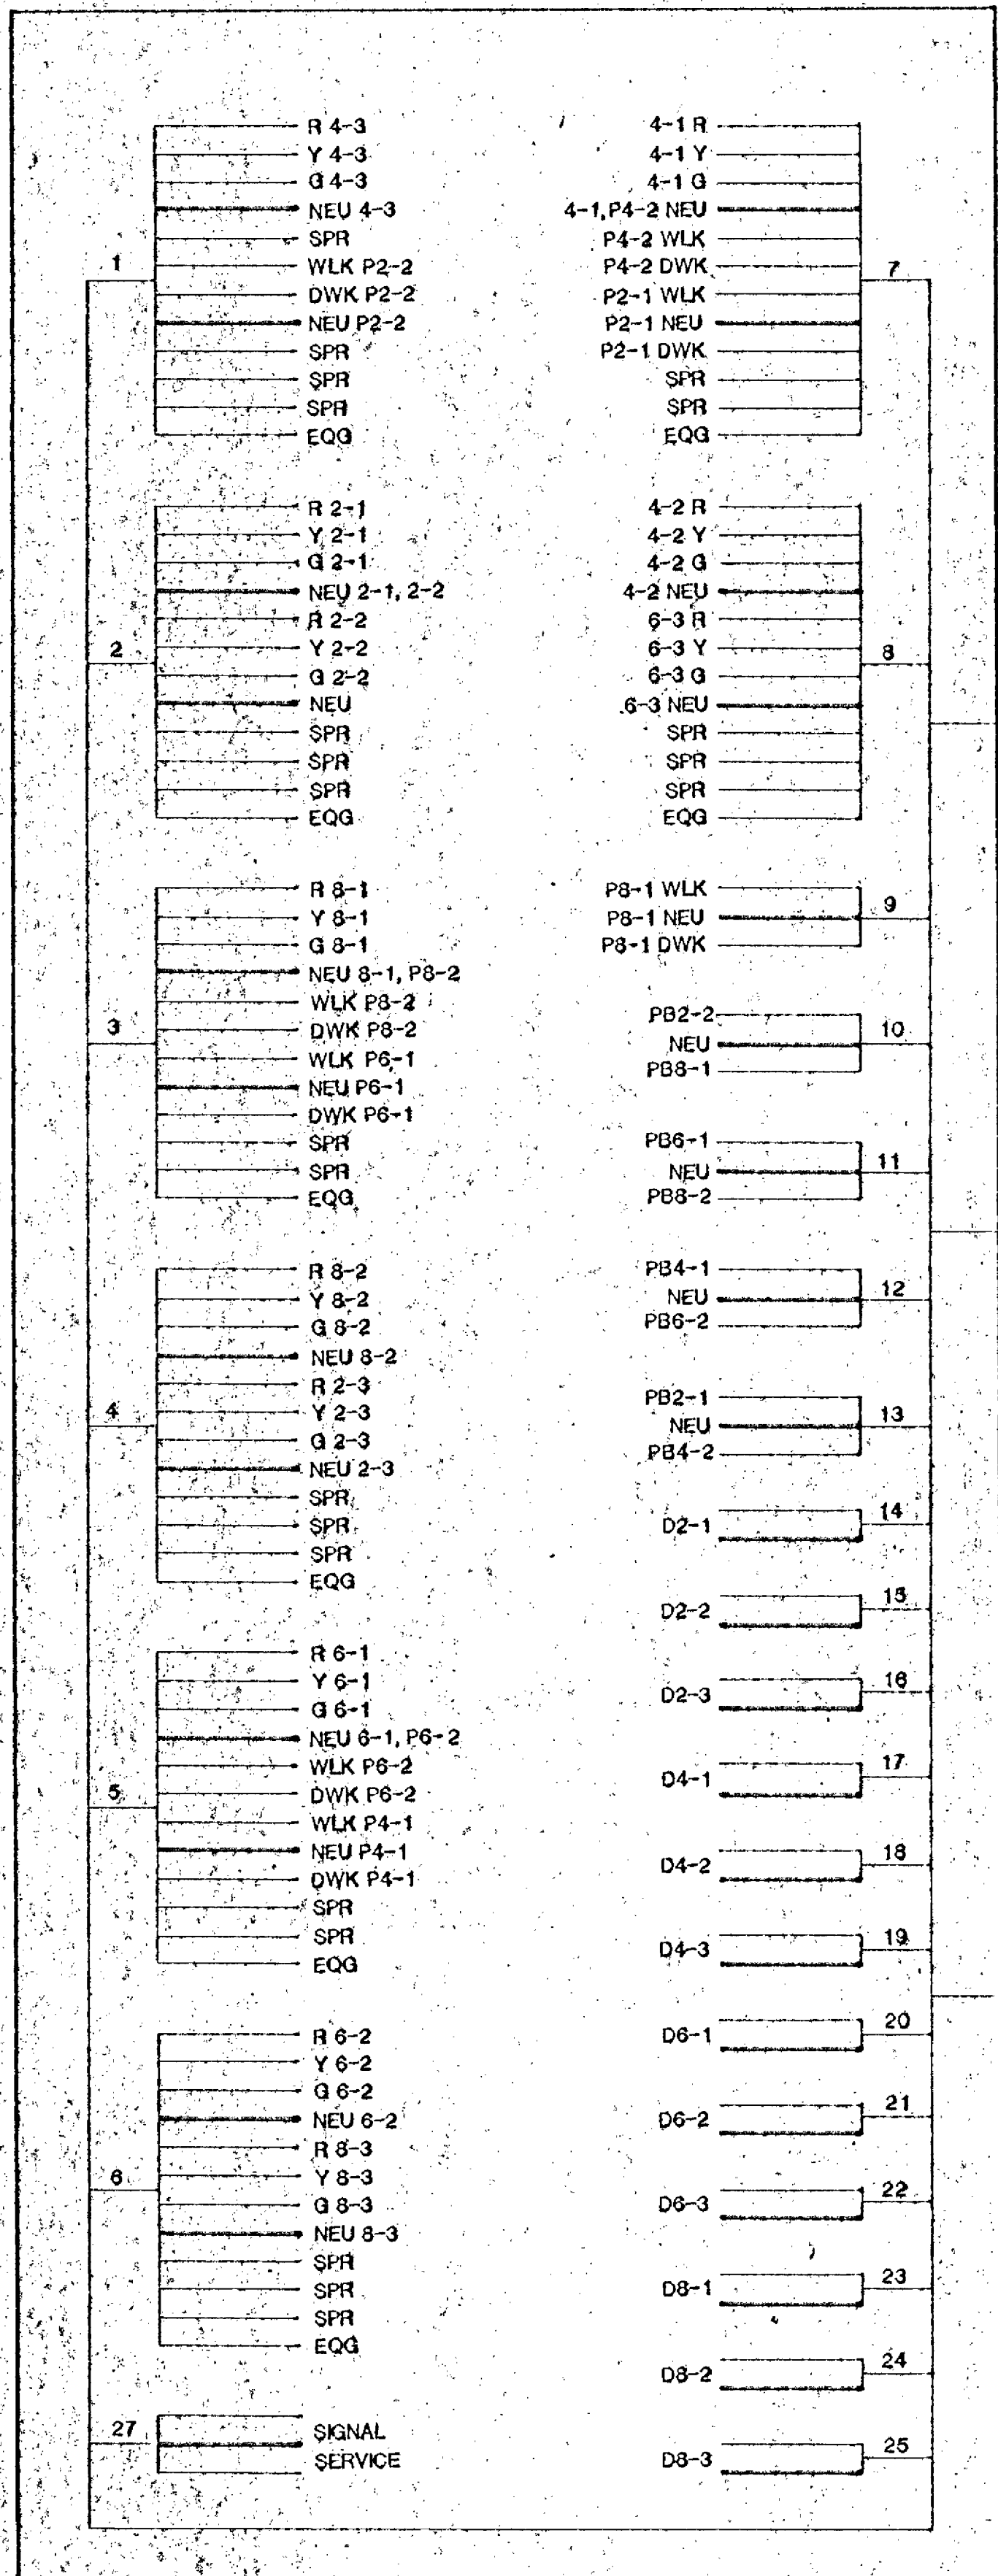 1
R 4-3
Y 4-3
G 4-3
NEU 4-3
SPR
WLK P2-2
DWK P2-2
NEU P2-2
SPR
SPR
SPR
EQG
2
R 2-1
Y 2-1
G 2-1
NEU 2-1, 2-2
R 2-2
Y 2-2
G 2-2
NEU
SPR
SPR
SPR
EQG
3
R 8-1
Y 8-1
G 8-1
NEU 8-1, P8-2
WLK P8-2
DWK P8-2
WLK P6-1
NEU P6-1
DWK P6-1
SPR
SPR
EQG
4
R 8-2
Y 8-2
G 8-2
NEU 8-2
R 2-3
Y 2-3
G 2-3
NEU 2-3
SPR
SPR
SPR
EQG
5
R 6-1
Y 6-1
G 6-1
NEU 6-1, P6-2
WLK P6-2
DWK P6-2
WLK P4-1
NEU P4-1
DWK P4-1
SPR
SPR
EQG
6
R 6-2
Y 6-2
G 6-2
NEU 6-2
R 8-3
Y 8-3
G 8-3
NEU 8-3
SPR
SPR
SPR
EQG
27
SIGNAL
SERVICE
4-1 R
4-1 Y
4-1 G
4-1, P4-2 NEU
P4-2 WLK
P4-2 DWK
P2-1 WLK
P2-1 NEU
P2-1 DWK
SPR
SPR
EQG
7
4-2 R
4-2 Y
4-2 G
4-2 NEU
6-3 R
6-3 Y
6-3 G
6-3 NEU
SPR
SPR
SPR
EQG
8
P8-1 WLK
P8-1 NEU
P8-1 DWK
9
PB2-2
NEU
PB8-1
10
PB6-1
NEU
PB8-2
11
PB4-1
NEU
PB6-2
12
PB2-1
NEU
PB4-2
13
D2-1
14
D2-2
15
D2-3
16
D4-1
17
D4-2
18
D4-3
19
D6-1
20
D6-2
21
D6-3
22
D8-1
23
D8-2
24
D8-3
25